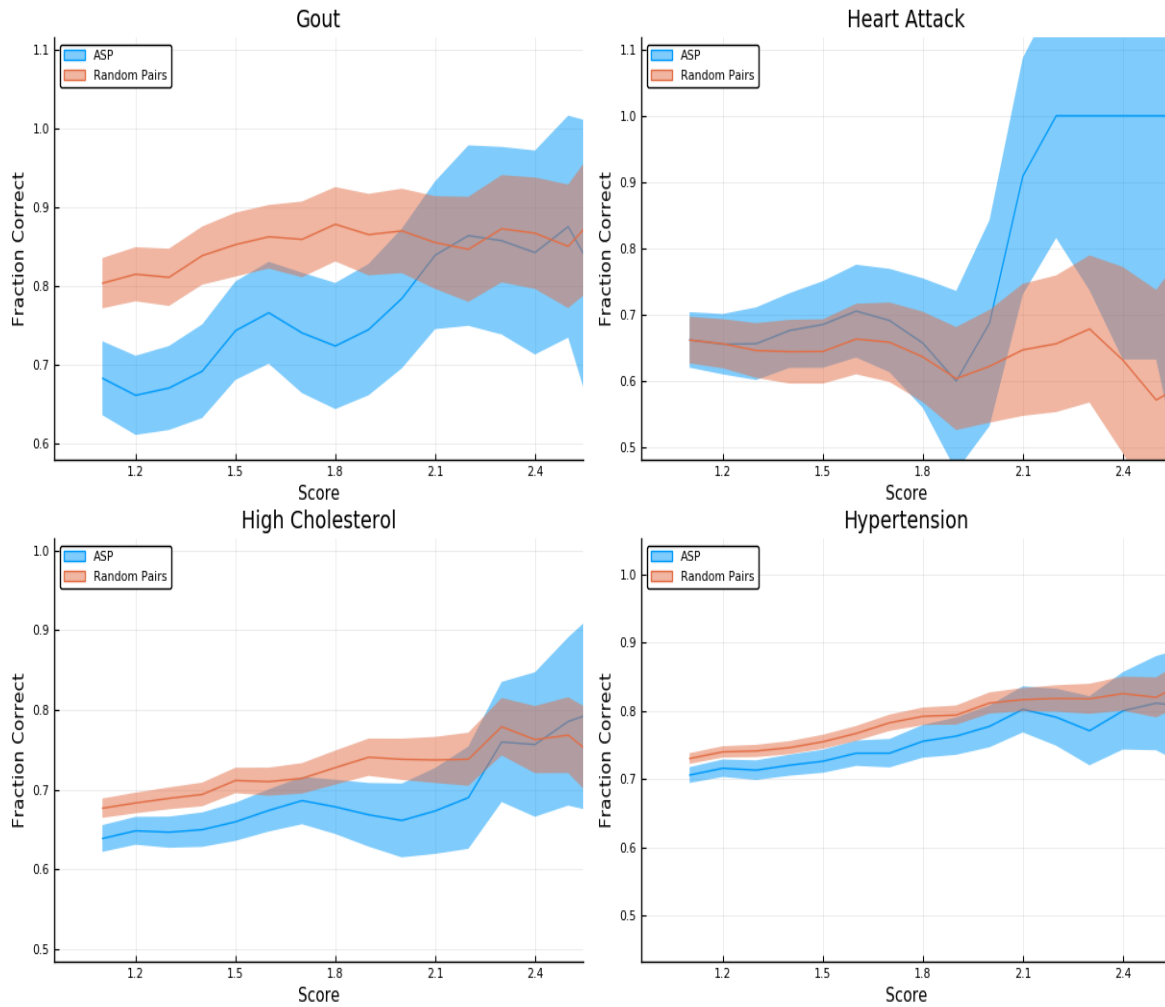 Gout
1.1
1.0
0.9
0.8
0.7
0.6
Fraction Correct
ASP
Random Pairs
1.2 1.5 1.8 2.1 2.4
Score
Heart Attack
1.1
1.0
0.9
0.8
0.7
0.6
0.5
Fraction Correct
ASP
Random Pairs
1.2 1.5 1.8 2.1 2.4
Score
High Cholesterol
1.0
0.9
0.8
0.7
0.6
0.5
Fraction Correct
ASP
Random Pairs
1.2 1.5 1.8 2.1 2.4
Score
Hypertension
1.0
0.9
0.8
0.7
0.6
0.5
Fraction Correct
ASP
Random Pairs
1.2 1.5 1.8 2.1 2.4
Score